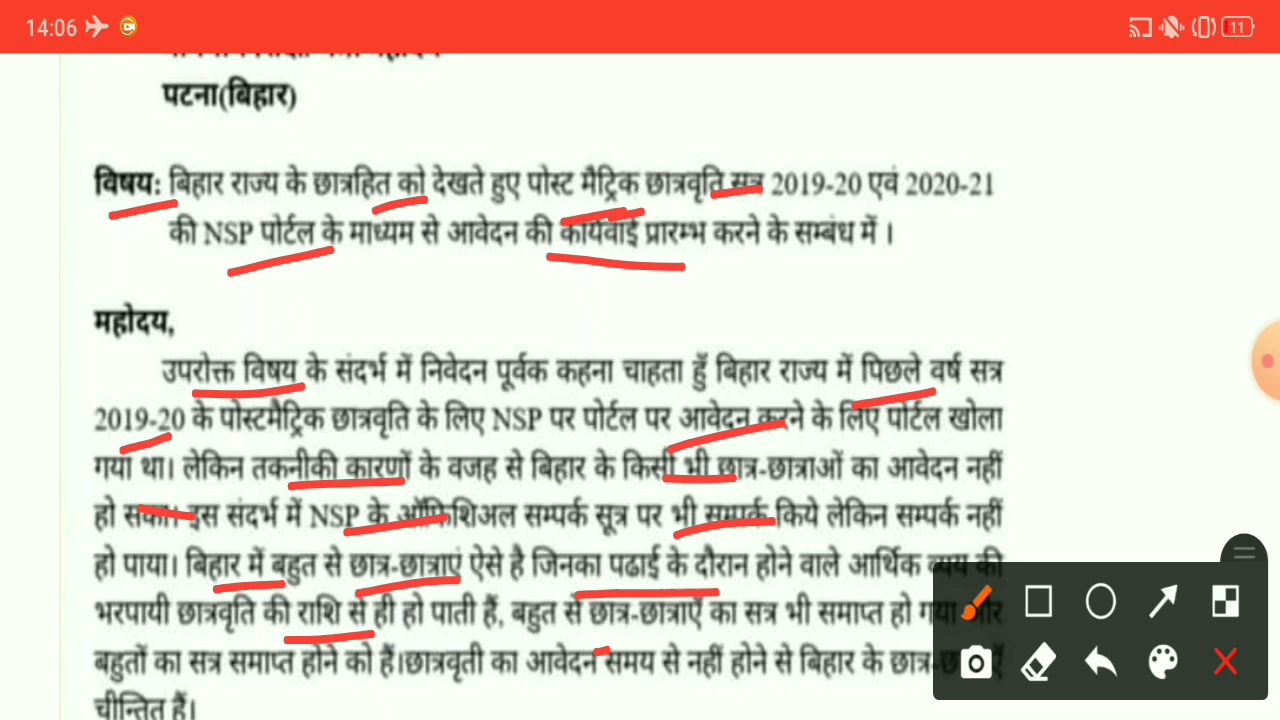 14:06
11
पटना(बिहार)
विषय: बिहार राज्य के छात्रहित को देखते हुए पोस्ट मैट्रिक छात्रवृति सत्र 2019-20 एवं 2020-21
की NSP पोर्टल के माध्यम से आवेदन की कार्यवाई प्रारम्भ करने के सम्बंध में ।
महोदय,
उपरोक्त विषय के संदर्भ में निवेदन पूर्वक कहना चाहता हुँ बिहार राज्य में पिछले वर्ष सत्र
2019-20 के पोस्टमैट्रिक छात्रवृति के लिए NSP पर पोर्टल पर आवेदन करने के लिए पोर्टल खोला
गया था। लेकिन तकनीकी कारणों के वजह से बिहार के किसी भी छात्र-छात्राओं का आवेदन नहीं
हो सका। इस संदर्भ में NSP के ऑफिशिअल सम्पर्क सूत्र पर भी सम्पर्क किये लेकिन सम्पर्क नहीं
हो पाया। बिहार में बहुत से छात्र-छात्राएं ऐसे है जिनका पढाई के दौरान होने वाले आर्थिक व्यय की
भरपायी छात्रवृति की राशि से ही हो पाती हैं, बहुत से छात्र-छात्राएँ का सत्र भी समाप्त हो गया और
बहुतों का सत्र समाप्त होने को हैं।छात्रवृती का आवेदन समय से नहीं होने से बिहार के
चीन्तित हैं।